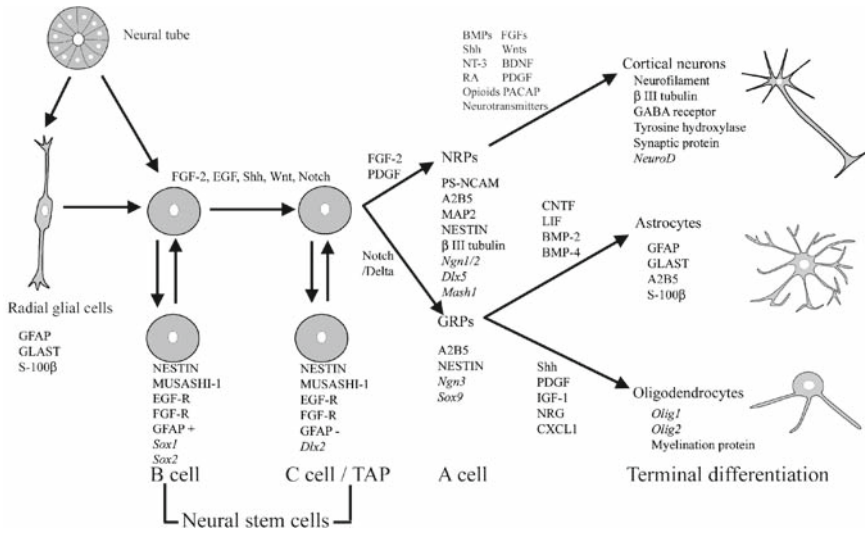 Neural tube
Radial glial cells
GFAP
GLAST
S-100β
FGF-2, EGF, Shh, Wnt, Notch
NESTIN
MUSASHI-1
EGF-R
FGF-R
GFAP +
Sox1
Sox2
B cell
NESTIN
MUSASHI-1
EGF-R
FGF-R
GFAP -
Dlx2
C cell / TAP
Neural stem cells
FGF-2
PDGF
Notch
/Delta
NRPs
PS-NCAM
A2B5
MAP2
NESTIN
β III tubulin
Ngn1/2
Dlx5
Mash1
GRPs
A2B5
NESTIN
Ngn3
Sox9
A cell
BMPs FGFs
Shh Wnts
NT-3 BDNF
RA PDGF
Opioids PACAP
Neurotransmitters
CNTF
LIF
BMP-2
BMP-4
Shh
PDGF
IGF-1
NRG
CXCL1
Cortical neurons
Neurofilament
β III tubulin
GABA receptor
Tyrosine hydroxylase
Synaptic protein
NeuroD
Astrocytes
GFAP
GLAST
A2B5
S-100β
Oligodendrocytes
Olig1
Olig2
Myelination protein
Terminal differentiation